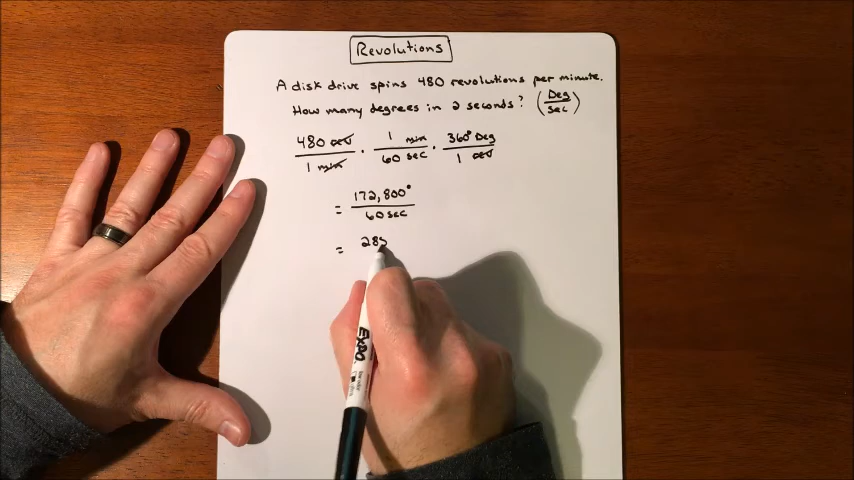 Revolutions
A disk drive spins 480 revolutions per minute.
How many degrees in 2 seconds? (Deg/sec)
480 rev/1 min · 1 min/60 sec · 360° Deg/1 rev
= 172,800°/60 sec
= 28
EXPO